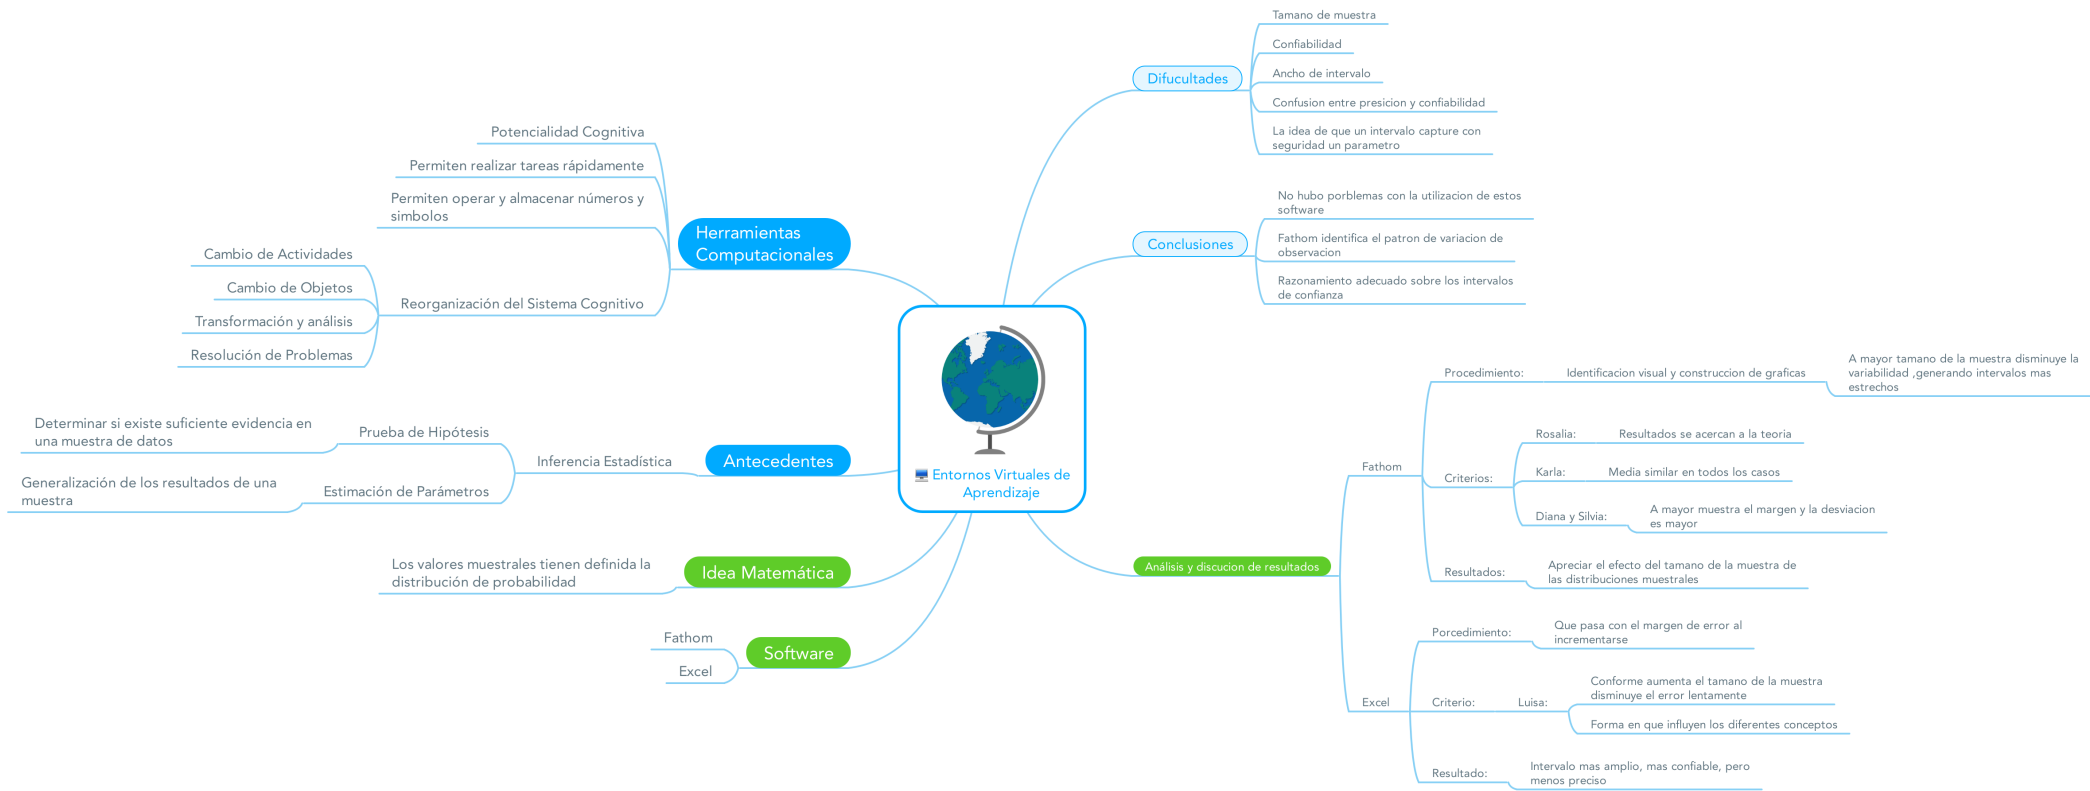 Entornos Virtuales de
Aprendizaje
Herramientas
Computacionales
Potencialidad Cognitiva
Permiten realizar tareas rápidamente
Permiten operar y almacenar números y
simbolos
Reorganización del Sistema Cognitivo
Cambio de Actividades
Cambio de Objetos
Transformación y análisis
Resolución de Problemas
Antecedentes
Inferencia Estadística
Prueba de Hipótesis
Determinar si existe suficiente evidencia en
una muestra de datos
Estimación de Parámetros
Generalización de los resultados de una
muestra
Idea Matemática
Los valores muestrales tienen definida la
distribución de probabilidad
Software
Fathom
Excel
Difucultades
Tamano de muestra
Confiabilidad
Ancho de intervalo
Confusion entre presicion y confiabilidad
La idea de que un intervalo capture con
seguridad un parametro
Conclusiones
No hubo porblemas con la utilizacion de estos
software
Fathom identifica el patron de variacion de
observacion
Razonamiento adecuado sobre los intervalos
de confianza
Análisis y discucion de resultados
Fathom
Procedimiento:
Identificacion visual y construccion de graficas
A mayor tamano de la muestra disminuye la
variabilidad ,generando intervalos mas
estrechos
Criterios:
Rosalia:
Resultados se acercan a la teoria
Karla:
Media similar en todos los casos
Diana y Silvia:
A mayor muestra el margen y la desviacion
es mayor
Resultados:
Apreciar el efecto del tamano de la muestra de
las distribuciones muestrales
Excel
Porcedimiento:
Que pasa con el margen de error al
incrementarse
Criterio:
Luisa:
Conforme aumenta el tamano de la muestra
disminuye el error lentamente
Forma en que influyen los diferentes conceptos
Resultado:
Intervalo mas amplio, mas confiable, pero
menos preciso